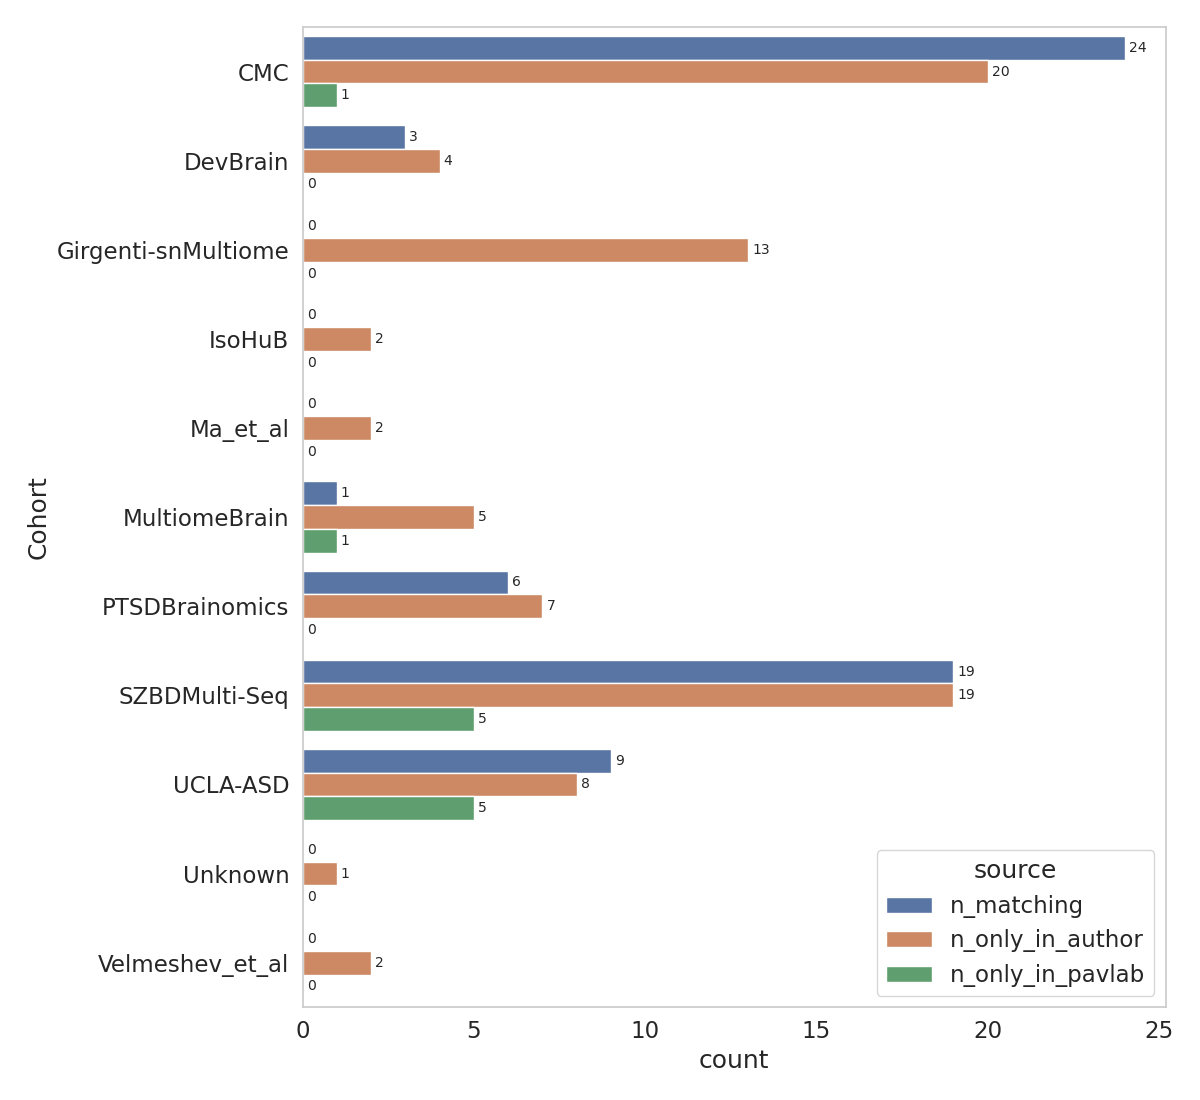 CMC
24
20
1
DevBrain
3
4
0
Girgenti-snMultiome
0
13
0
IsoHuB
0
2
0
Ma_et_al
0
2
0
MultiomeBrain
1
5
1
PTSDBrainomics
6
7
0
SZBDMulti-Seq
19
19
5
UCLA-ASD
9
8
5
Unknown
0
1
0
Velmeshev_et_al
0
2
0
Cohort
source
n_matching
n_only_in_author
n_only_in_pavlab
0 5 10 15 20 25
count